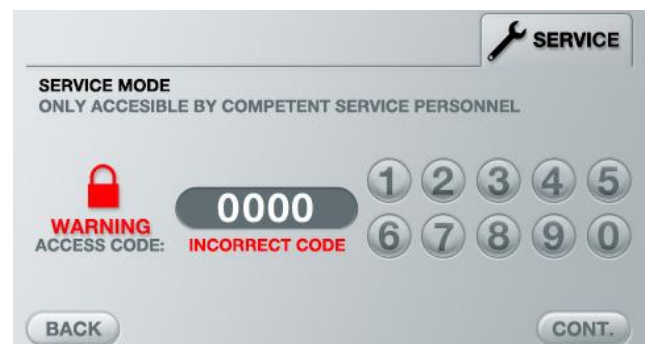 SERVICE
SERVICE MODE
ONLY ACCESIBLE BY COMPETENT SERVICE PERSONNEL
1 2 3 4 5
0000
WARNING
6 7 8 9 0
ACCESS CODE:
INCORRECT CODE
BACK
CONT.